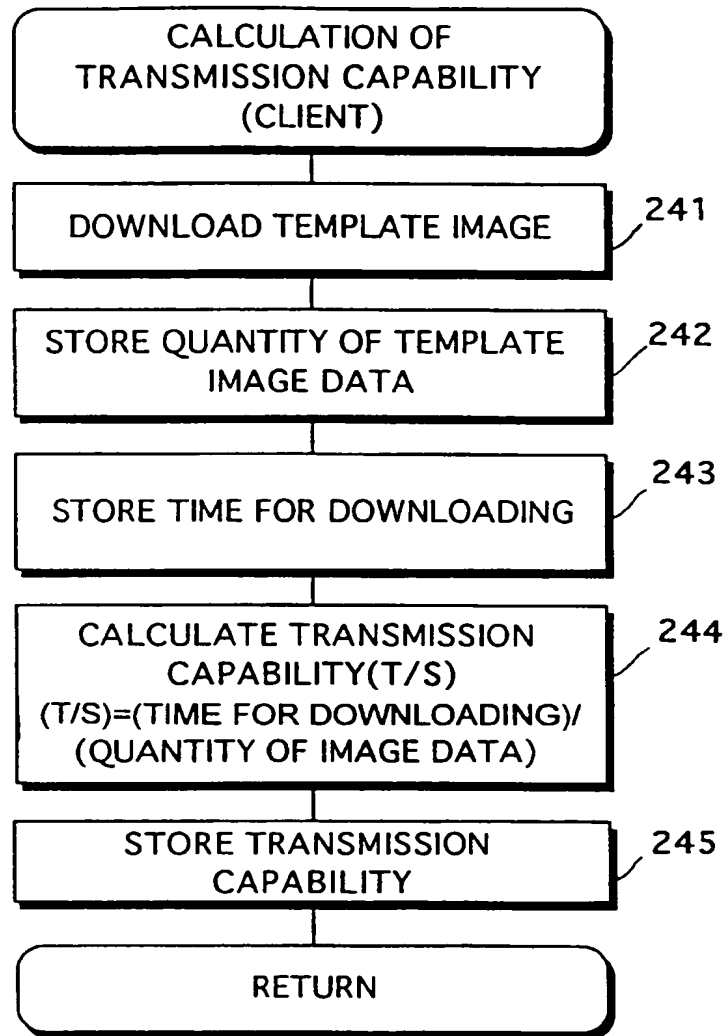 CALCULATION OF
TRANSMISSION CAPABILITY
(CLIENT)
DOWNLOAD TEMPLATE IMAGE
241
STORE QUANTITY OF TEMPLATE
IMAGE DATA
242
STORE TIME FOR DOWNLOADING
243
CALCULATE TRANSMISSION
CAPABILITY(T/S)
(T/S)=(TIME FOR DOWNLOADING)/
(QUANTITY OF IMAGE DATA)
244
STORE TRANSMISSION
CAPABILITY
245
RETURN